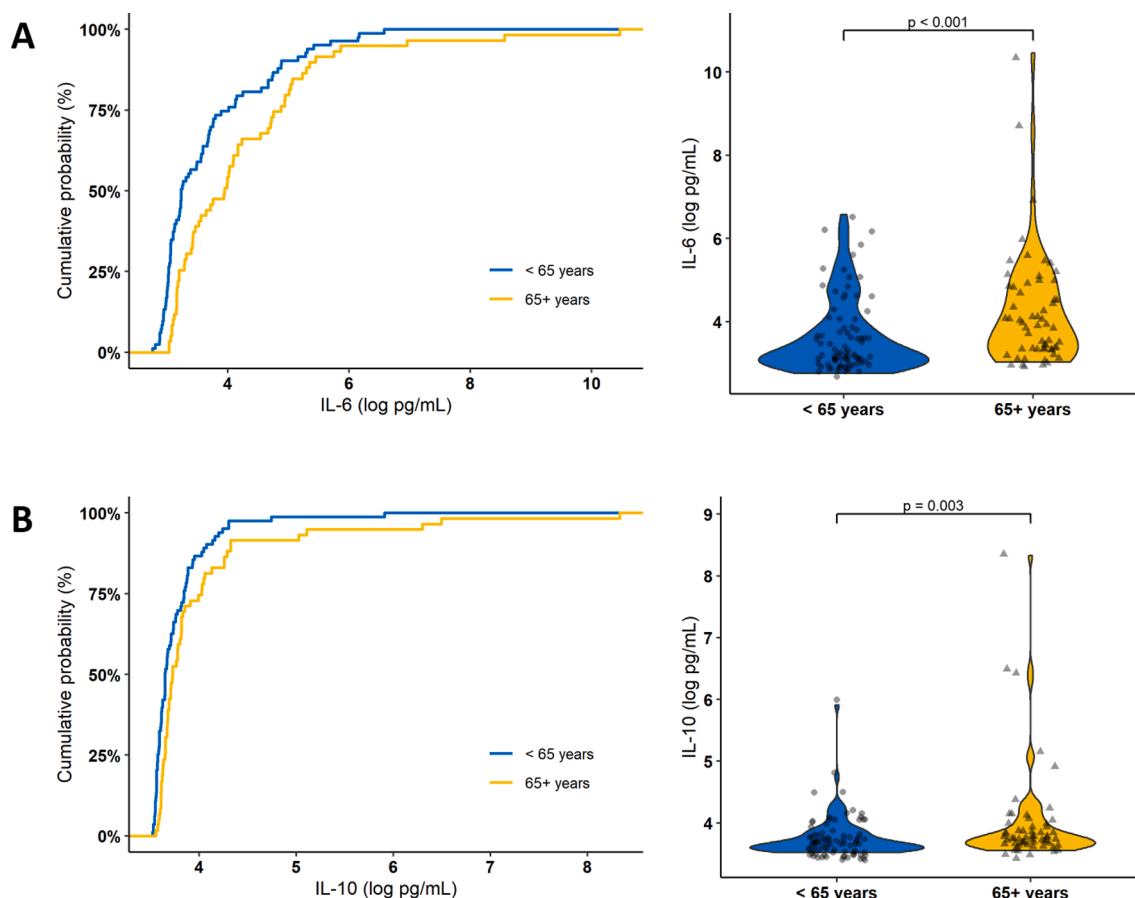 A
Cumulative probability (%)
100%
75%
50%
25%
0%
< 65 years
65+ years
4
6
8
10
IL-6 (log pg/mL)
p < 0.001
IL-6 (log pg/mL)
10
8
6
4
< 65 years
65+ years
B
Cumulative probability (%)
100%
75%
50%
25%
0%
< 65 years
65+ years
4
5
6
7
8
IL-10 (log pg/mL)
p = 0.003
IL-10 (log pg/mL)
9
8
7
6
5
4
< 65 years
65+ years